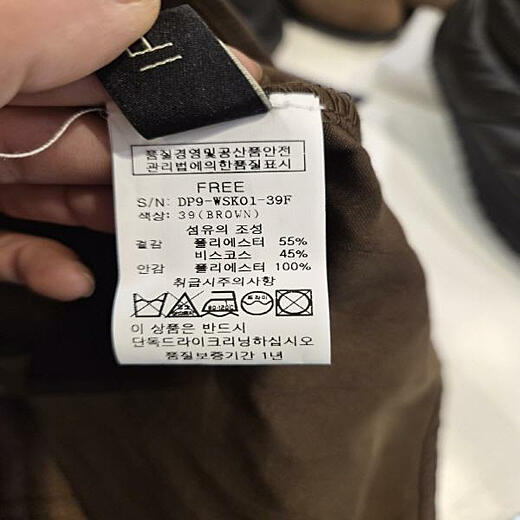 품질경영및공산품안전
관리법에의한품질표시
FREE
S/N: DP9-WSK01-39F
색상: 39(BROWN)
섬유의 조성
겉감 폴리에스터 55%
비스코스 45%
안감 폴리에스터 100%
취급시주의사항
드라이
이 상품은 반드시
단독드라이크리닝하십시오
품질보증기간 1년